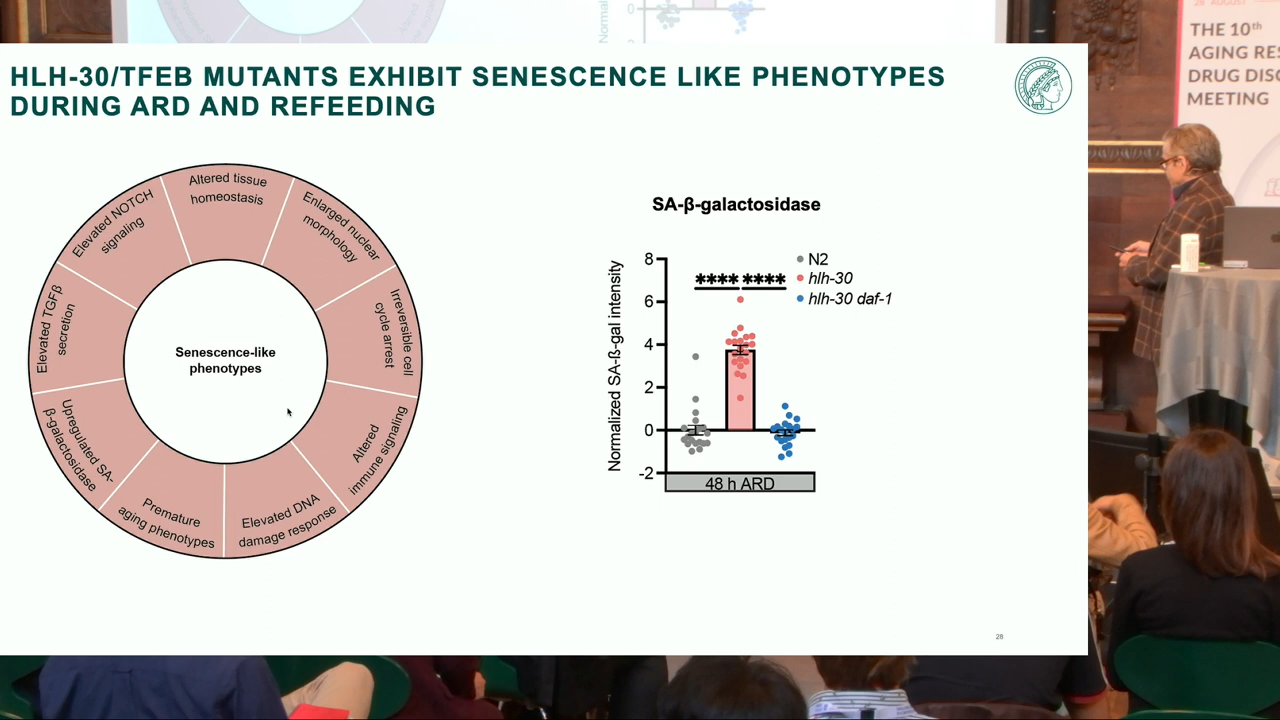 HLH-30/TFEB MUTANTS EXHIBIT SENESCENCE LIKE PHENOTYPES
DURING ARD AND REFEEDING
Altered tissue
homeostasis
Enlarged nuclear
morphology
Irreversible cell
cycle arrest
Altered
immune signaling
Elevated DNA
damage response
Premature
aging phenotypes
Upregulated SA-
β-galactosidase
Elevated TGFβ
secretion
Elevated NOTCH
signaling
Senescence-like
phenotypes
SA-β-galactosidase
Normalized SA-ß-gal intensity
8
6
4
2
0
-2
**** ****
N2
hlh-30
hlh-30 daf-1
48 h ARD
28
0
28 AUGUST
THE 10th
AGING RES
DRUG DISC
MEETING